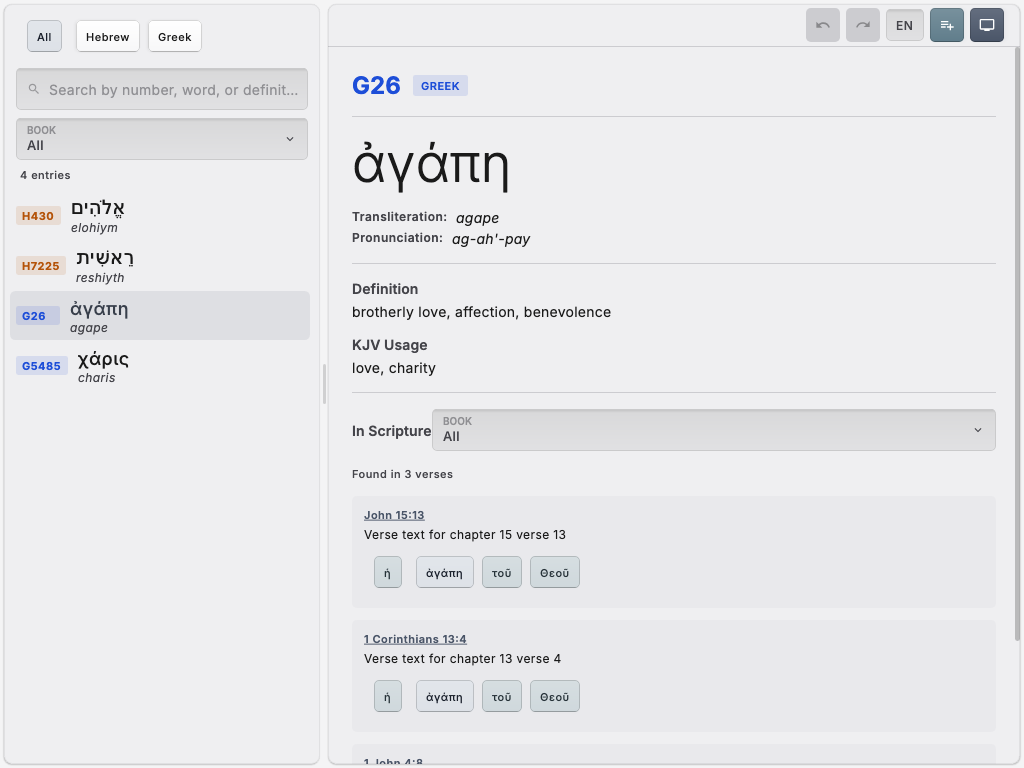 All
Hebrew
Greek
Search by number, word, or definit...
BOOK
All
4 entries
H430
אֱלֹהִים
elohiym
H7225
רֵאשִׁית
reshiyth
G26
ἀγάπη
agape
G5485
χάρις
charis
EN
G26
GREEK
ἀγάπη
Transliteration: agape
Pronunciation: ag-ah'-pay
Definition
brotherly love, affection, benevolence
KJV Usage
love, charity
In Scripture
BOOK
All
Found in 3 verses
John 15:13
Verse text for chapter 15 verse 13
ἡ ἀγάπη τοῦ Θεοῦ
1 Corinthians 13:4
Verse text for chapter 13 verse 4
ἡ ἀγάπη τοῦ Θεοῦ
1 John 4:8